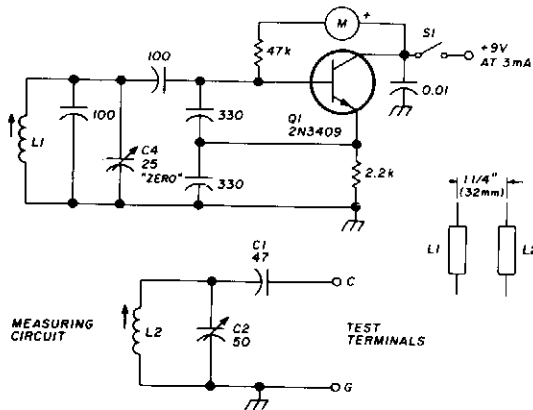 M
+
S1
+9V
AT 3mA
47k
100
0.01
Q1
2N3409
330
L1
100
C4
25
"ZERO"
330
2.2k
1 1/4"
(32mm)
L1
L2
C1
47
C
MEASURING
CIRCUIT
L2
C2
50
TEST
TERMINALS
G